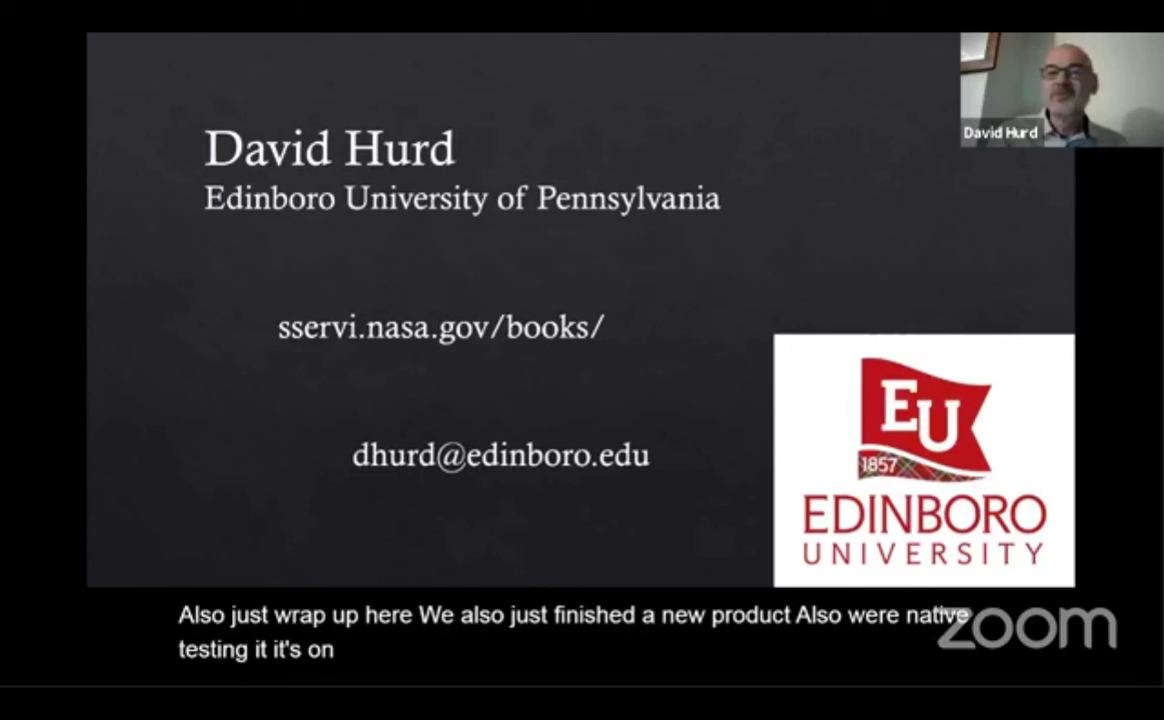 David Hurd
Edinboro University of Pennsylvania
David Hurd
sservi.nasa.gov/books/
dhurd@edinboro.edu
EU
1857
EDINBORO
UNIVERSITY
Also just wrap up here We also just finished a new product Also were native
testing it it's on
zoom